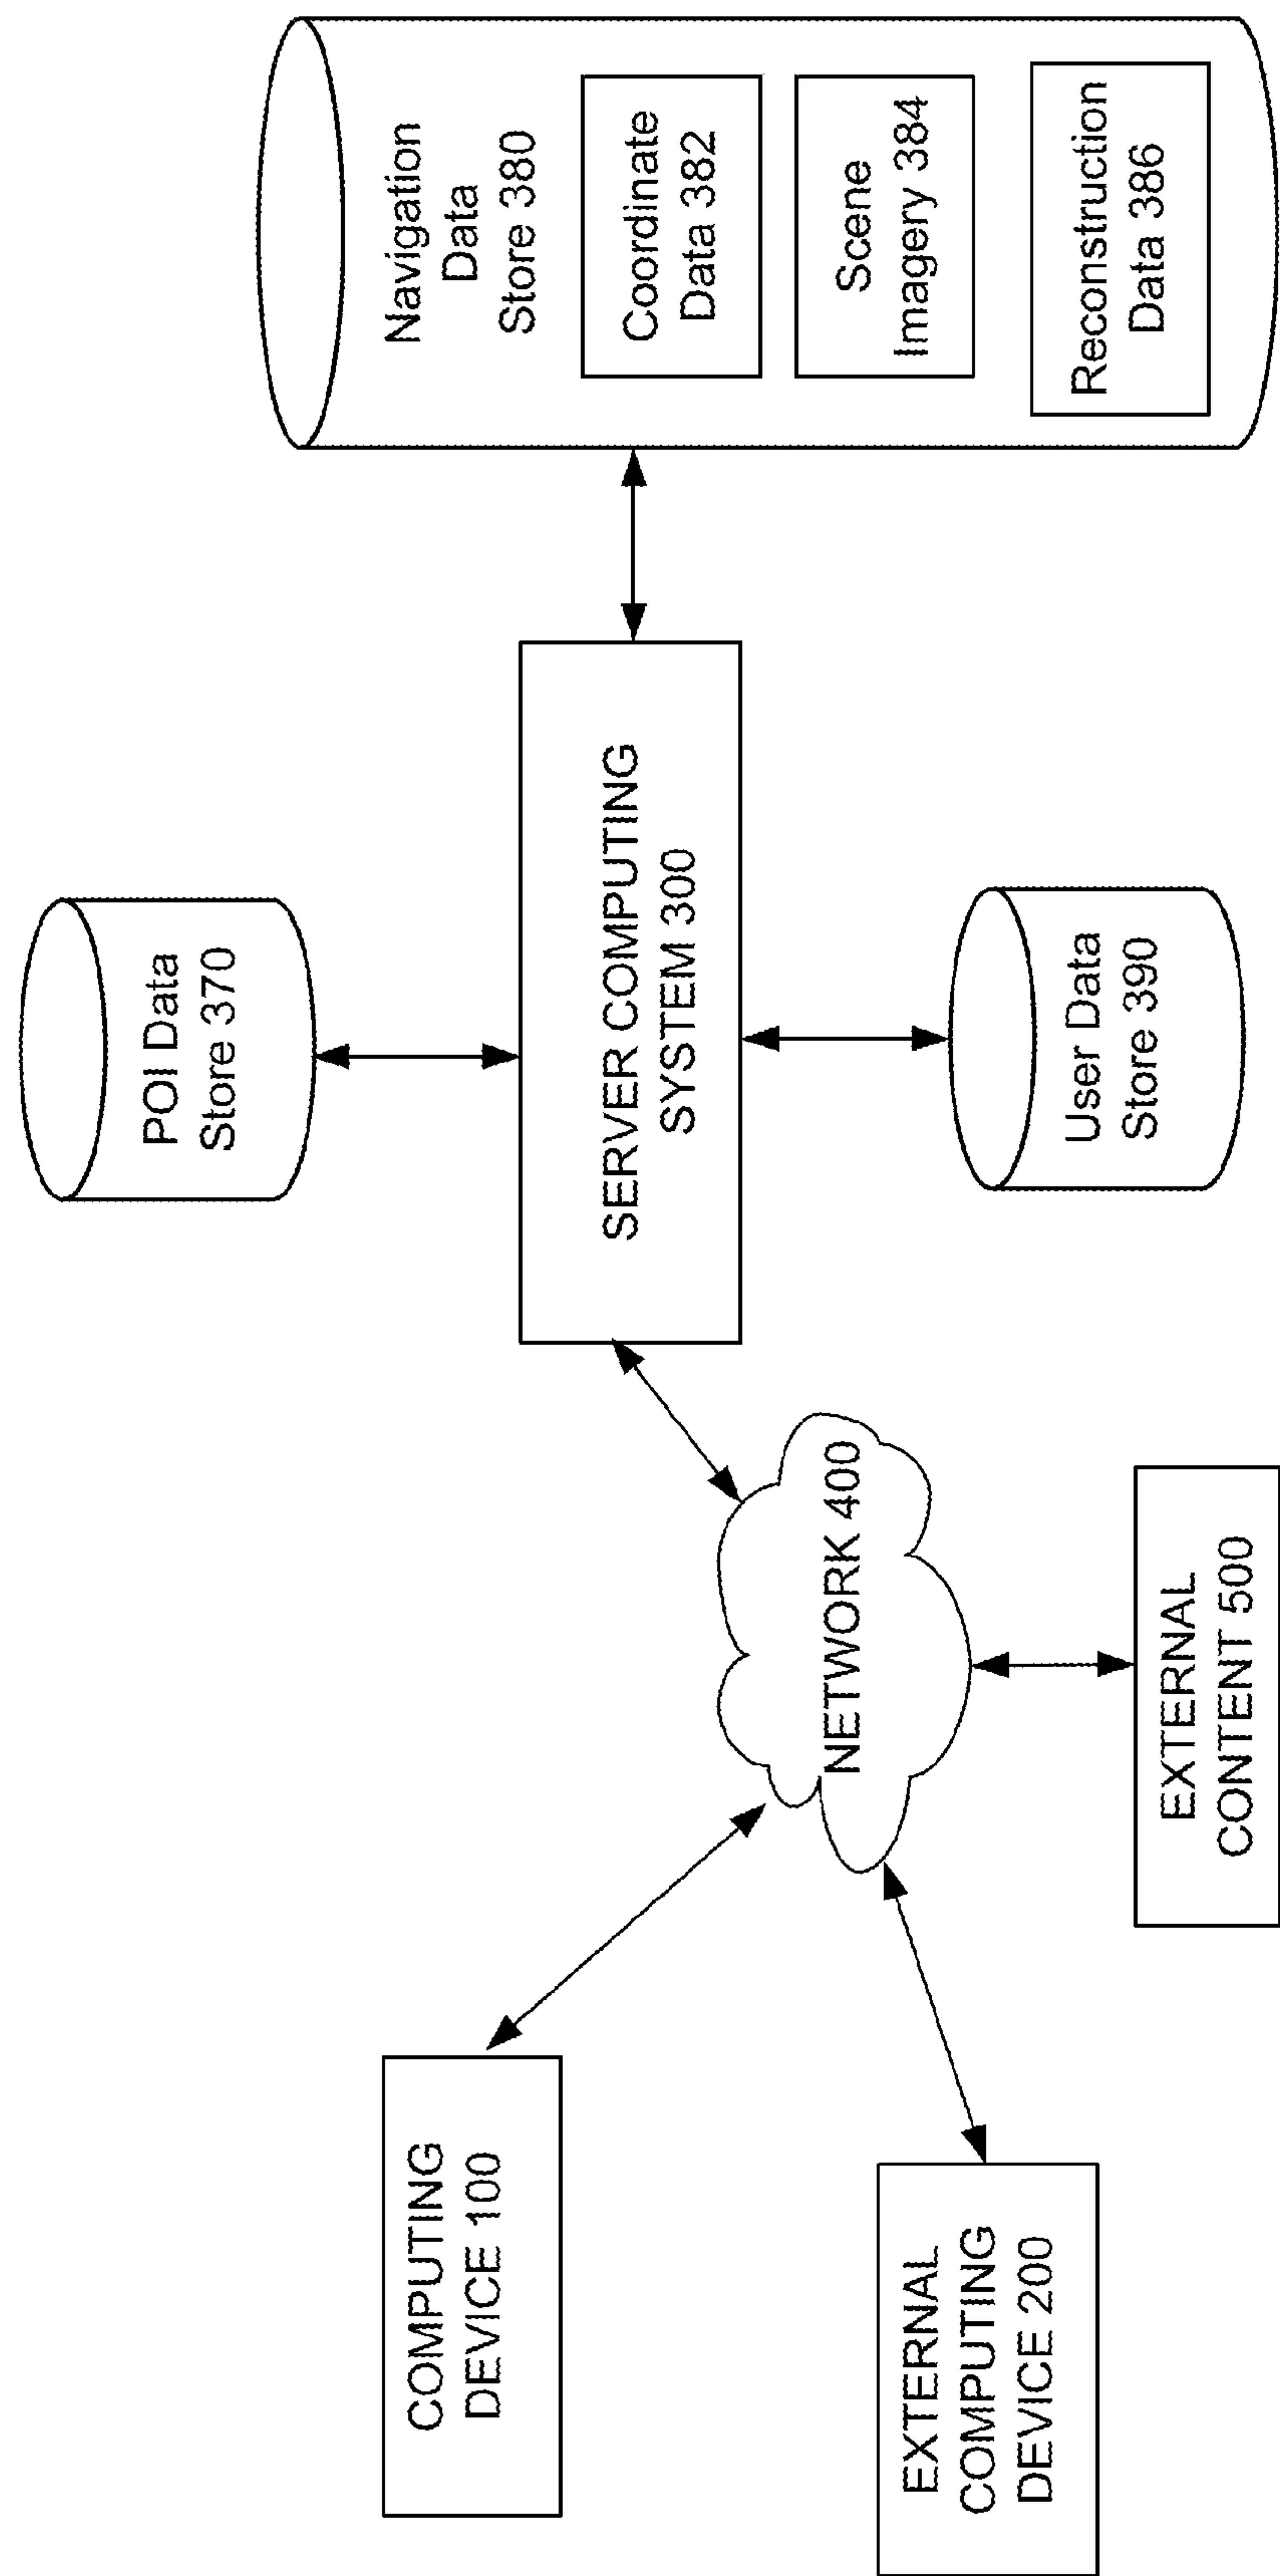 COMPUTING
DEVICE 100
EXTERNAL
COMPUTING
DEVICE 200
NETWORK 400
EXTERNAL
CONTENT 500
POI Data
Store 370
SERVER COMPUTING
SYSTEM 300
User Data
Store 390
Navigation
Data
Store 380
Coordinate
Data 382
Scene
Imagery 384
Reconstruction
Data 386